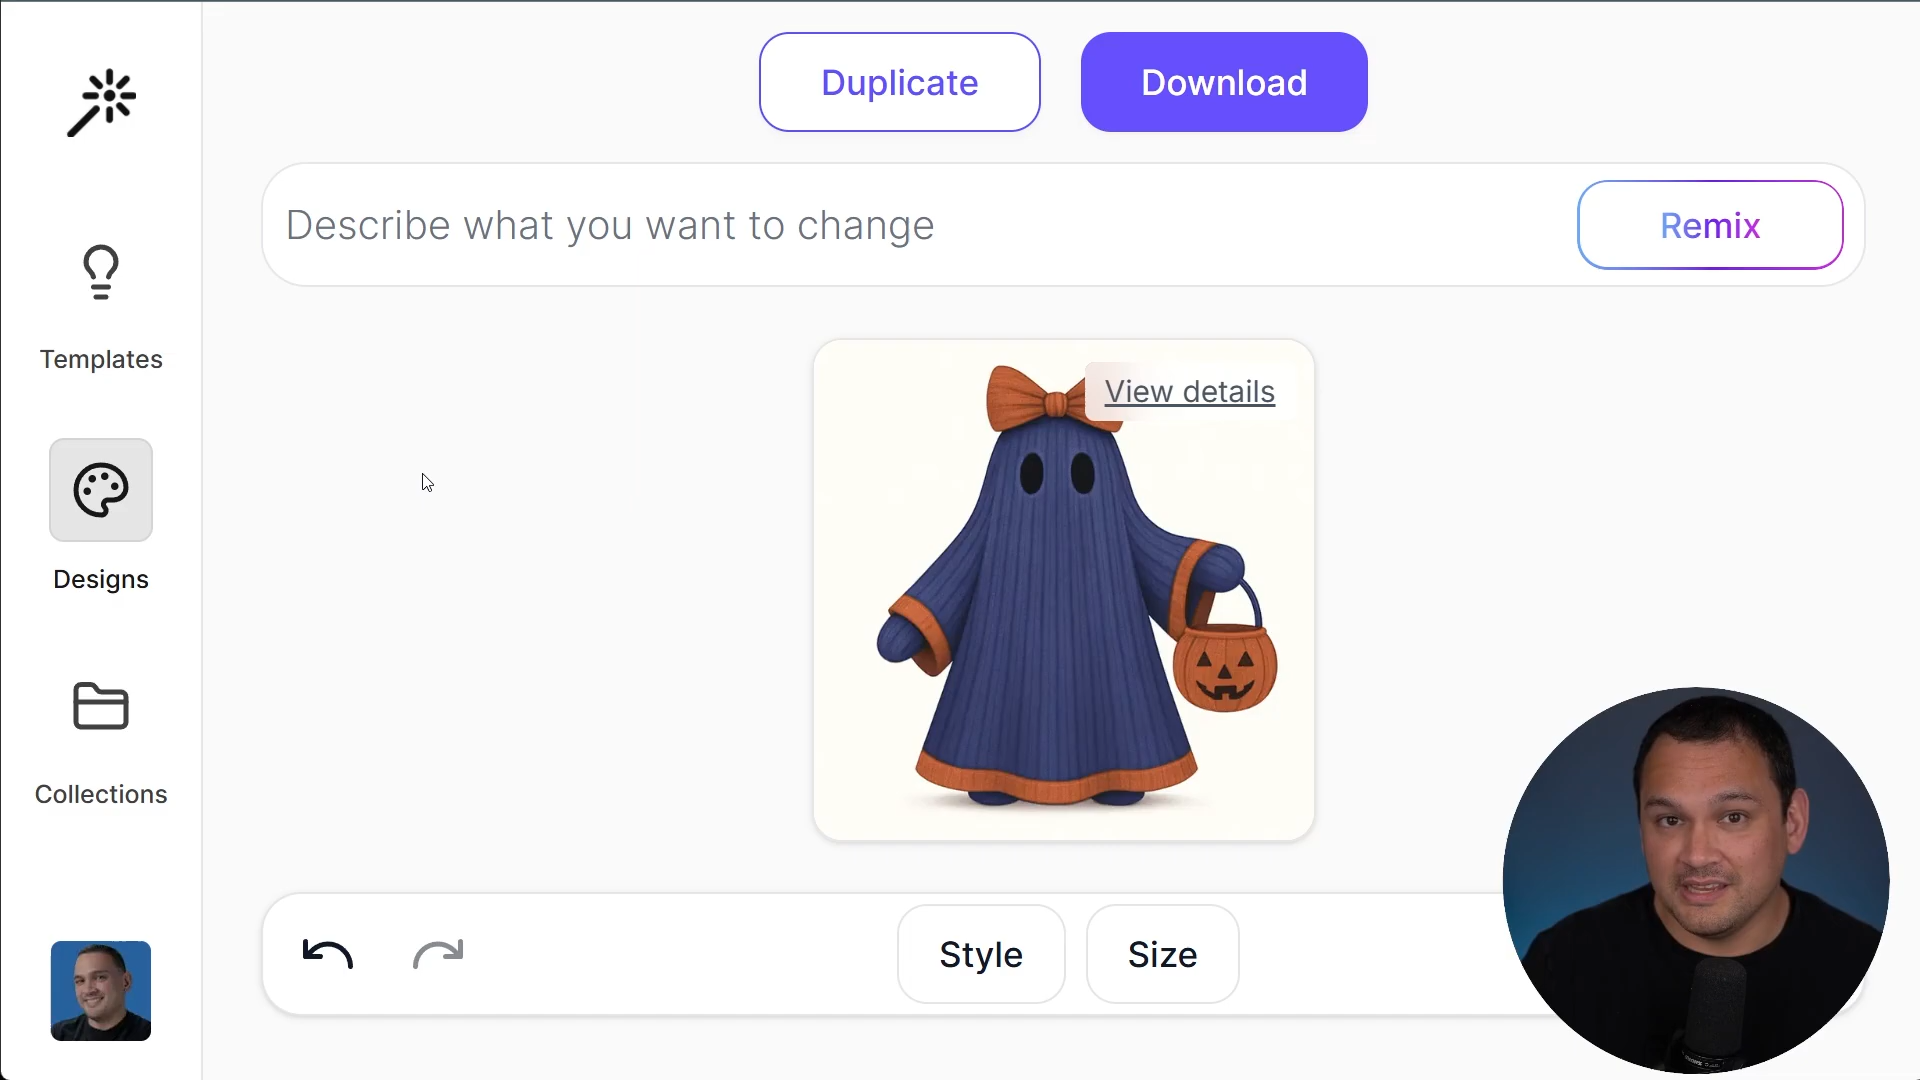 Duplicate
Download
Describe what you want to change
Remix
Templates
View details
Designs
Collections
Style
Size